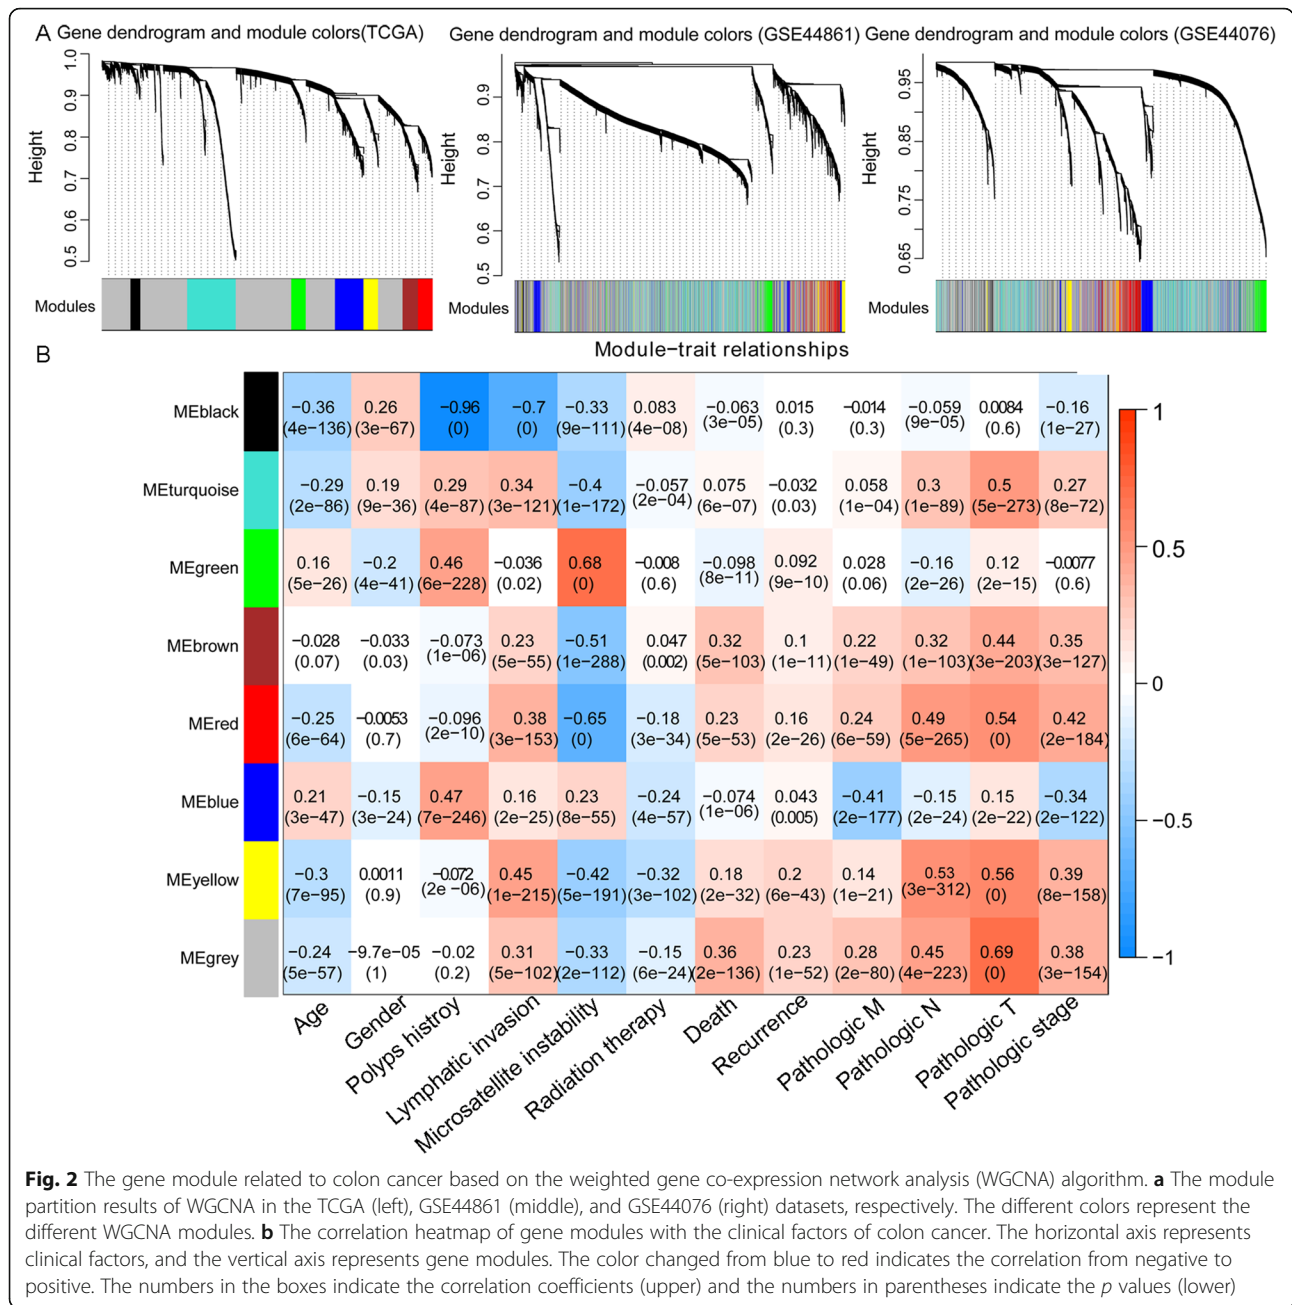 A Gene dendrogram and module colors(TCGA) Gene dendrogram and module colors (GSE44861) Gene dendrogram and module colors (GSE44076)
Height
1.0
0.9
0.8
0.7
0.6
0.5
Modules
Height
0.9
0.8
0.7
0.6
0.5
Modules
Height
0.95
0.85
0.75
0.65
Modules
B
Module−trait relationships
MEblack −0.36 0.26 −0.96 −0.7 −0.33 0.083 −0.063 0.015 −0.014 −0.059 0.0084 −0.16
(4e−136) (3e−67) (0) (0) (9e−111) (4e−08) (3e−05) (0.3) (0.3) (9e−05) (0.6) (1e−27)
MEturquoise −0.29 0.19 0.29 0.34 −0.4 −0.057 0.075 −0.032 0.058 0.3 0.5 0.27
(2e−86) (9e−36) (4e−87) (3e−121) (1e−172) (2e−04) (6e−07) (0.03) (1e−04) (1e−89) (5e−273) (8e−72)
MEgreen 0.16 −0.2 0.46 −0.036 0.68 −0.008 −0.098 0.092 0.028 −0.16 0.12 −0.0077
(5e−26) (4e−41) (6e−228) (0.02) (0) (0.6) (8e−11) (9e−10) (0.06) (2e−26) (2e−15) (0.6)
MEbrown −0.028 −0.033 −0.073 0.23 −0.51 0.047 0.32 0.1 0.22 0.32 0.44 0.35
(0.07) (0.03) (1e−06) (5e−55) (1e−288) (0.002) (5e−103) (1e−11) (1e−49) (1e−103) (3e−203) (3e−127)
MEred −0.25 −0.0053 −0.096 0.38 −0.65 −0.18 0.23 0.16 0.24 0.49 0.54 0.42
(6e−64) (0.7) (2e−10) (3e−153) (0) (3e−34) (5e−53) (2e−26) (6e−59) (5e−265) (0) (2e−184)
MEblue 0.21 −0.15 0.47 0.16 0.23 −0.24 −0.074 0.043 −0.41 −0.15 0.15 −0.34
(3e−47) (3e−24) (7e−246) (2e−25) (8e−55) (4e−57) (1e−06) (0.005) (2e−177) (2e−24) (2e−22) (2e−122)
MEyellow −0.3 0.0011 −0.072 0.45 −0.42 −0.32 0.18 0.2 0.14 0.53 0.56 0.39
(7e−95) (0.9) (2e −06) (1e−215) (5e−191) (3e−102) (2e−32) (6e−43) (1e−21) (3e−312) (0) (8e−158)
MEgrey −0.24 −9.7e−05 −0.02 0.31 −0.33 −0.15 0.36 0.23 0.28 0.45 0.69 0.38
(5e−57) (1) (0.2) (5e−102) (2e−112) (6e−24) (2e−136) (1e−52) (2e−80) (4e−223) (0) (3e−154)
1
0.5
0
−0.5
−1
Age
Gender
Polyps histroy
Lymphatic invasion
Microsatellite instability
Radiation therapy
Death
Recurrence
Pathologic M
Pathologic N
Pathologic T
Pathologic stage
Fig. 2 The gene module related to colon cancer based on the weighted gene co-expression network analysis (WGCNA) algorithm. a The module
partition results of WGCNA in the TCGA (left), GSE44861 (middle), and GSE44076 (right) datasets, respectively. The different colors represent the
different WGCNA modules. b The correlation heatmap of gene modules with the clinical factors of colon cancer. The horizontal axis represents
clinical factors, and the vertical axis represents gene modules. The color changed from blue to red indicates the correlation from negative to
positive. The numbers in the boxes indicate the correlation coefficients (upper) and the numbers in parentheses indicate the p values (lower)